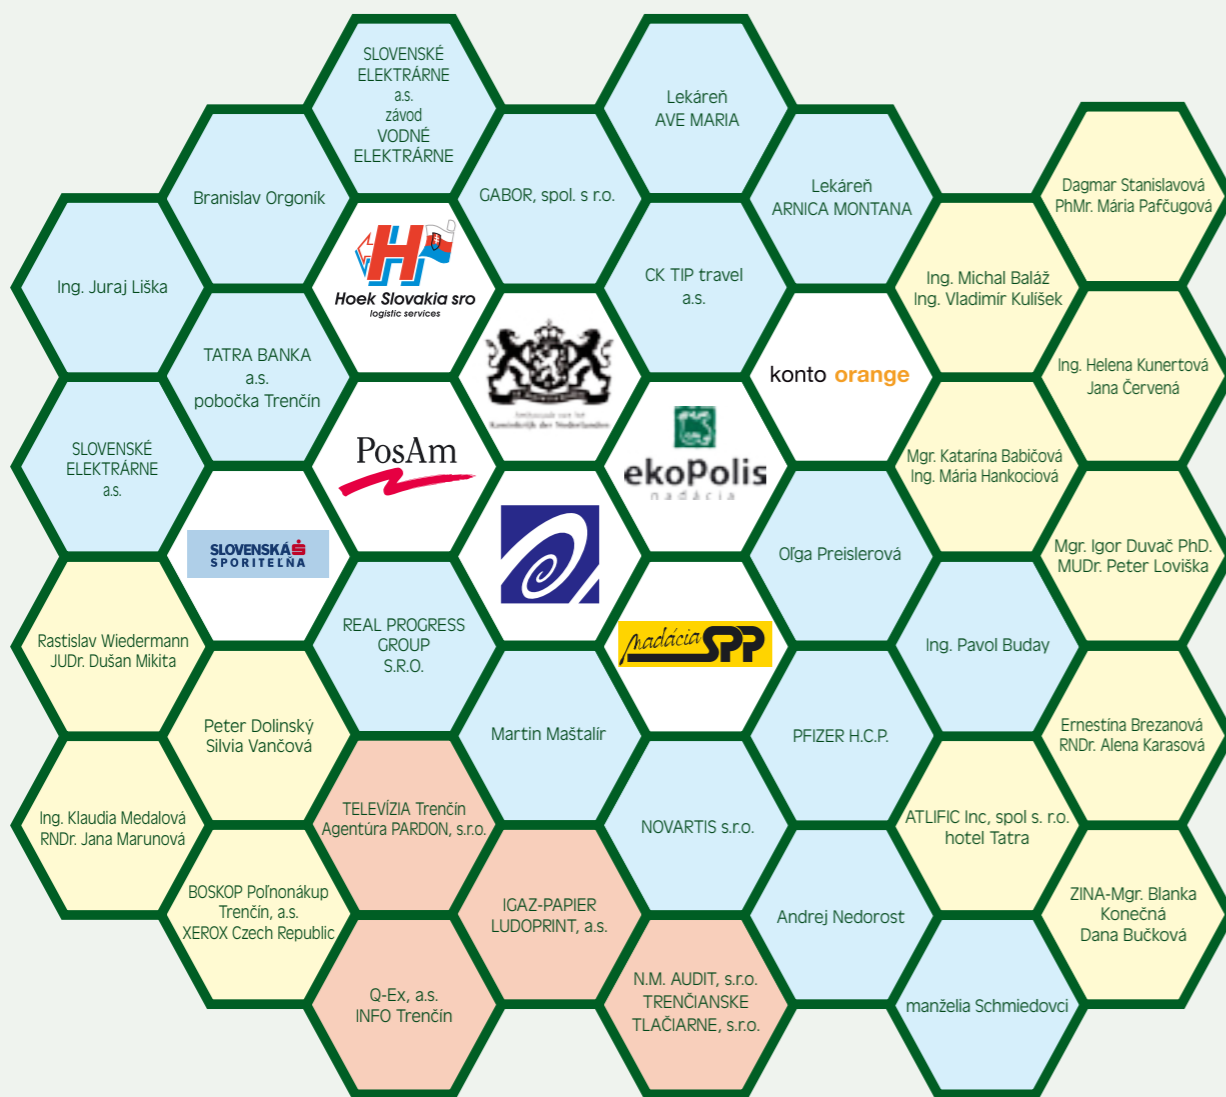 SLOVENSKÉ
ELEKTRÁRNE
a.s.
závod
VODNÉ
ELEKTRÁRNE
Lekáreň
AVE MARIA
Branislav Orgoník
GABOR, spol. s r.o.
Lekáreň
ARNICA MONTANA
Dagmar Stanislavová
PhMr. Mária Pafčugová
Ing. Juraj Liška
Hoek Slovakia sro
logistic services
CK TIP travel
a.s.
Ing. Michal Baláž
Ing. Vladimír Kulíšek
TATRA BANKA
a.s.
pobočka Trenčín
Koninkrijk der Nederlanden
konto orange
Ing. Helena Kunertová
Jana Červená
SLOVENSKÉ
ELEKTRÁRNE
a.s.
PosAm
ekoPolis
nadácia
Mgr. Katarína Babičová
Ing. Mária Hankociová
SLOVENSKÁ
SPORITEĽŇA
Oľga Preislerová
Mgr. Igor Duvač PhD.
MUDr. Peter Loviška
Rastislav Wiedermann
JUDr. Dušan Mikita
REAL PROGRESS
GROUP
S.R.O.
nadácia SPP
Ing. Pavol Buday
Peter Dolinský
Silvia Vančová
Martin Maštalír
PFIZER H.C.P.
Ernestína Brezanová
RNDr. Alena Karasová
Ing. Klaudia Medalová
RNDr. Jana Marunová
TELEVÍZIA Trenčín
Agentúra PARDON, s.r.o.
NOVARTIS s.r.o.
ATLIFIC Inc, spol s. r.o.
hotel Tatra
BOSKOP Poľnonákup
Trenčín, a.s.
XEROX Czech Republic
IGAZ-PAPIER
LUDOPRINT, a.s.
Andrej Nedorost
ZINA-Mgr. Blanka
Konečná
Dana Bučková
Q-Ex, a.s.
INFO Trenčín
N.M. AUDIT, s.r.o.
TRENČIANSKE
TLAČIARNE, s.r.o.
manželia Schmiedovci